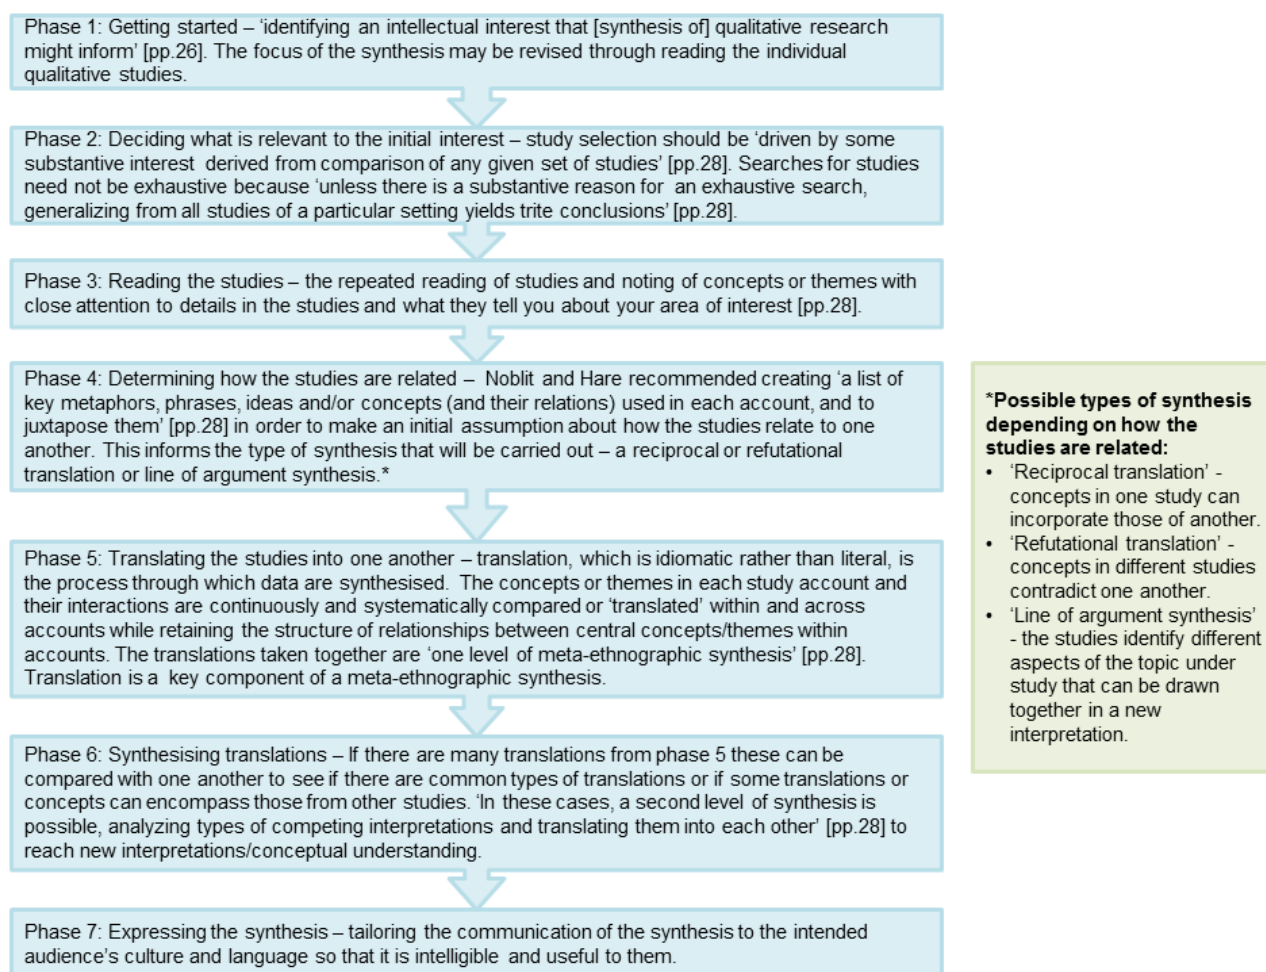 Phase 1: Getting started – ‘identifying an intellectual interest that [synthesis of] qualitative research
might inform’ [pp.26]. The focus of the synthesis may be revised through reading the individual
qualitative studies.
Phase 2: Deciding what is relevant to the initial interest – study selection should be ‘driven by some
substantive interest derived from comparison of any given set of studies’ [pp.28]. Searches for studies
need not be exhaustive because ‘unless there is a substantive reason for an exhaustive search,
generalizing from all studies of a particular setting yields trite conclusions’ [pp.28].
Phase 3: Reading the studies – the repeated reading of studies and noting of concepts or themes with
close attention to details in the studies and what they tell you about your area of interest [pp.28].
Phase 4: Determining how the studies are related – Noblit and Hare recommended creating ‘a list of
key metaphors, phrases, ideas and/or concepts (and their relations) used in each account, and to
juxtapose them’ [pp.28] in order to make an initial assumption about how the studies relate to one
another. This informs the type of synthesis that will be carried out – a reciprocal or refutational
translation or line of argument synthesis.*
Phase 5: Translating the studies into one another – translation, which is idiomatic rather than literal, is
the process through which data are synthesised. The concepts or themes in each study account and
their interactions are continuously and systematically compared or ‘translated’ within and across
accounts while retaining the structure of relationships between central concepts/themes within
accounts. The translations taken together are ‘one level of meta-ethnographic synthesis’ [pp.28].
Translation is a key component of a meta-ethnographic synthesis.
Phase 6: Synthesising translations – If there are many translations from phase 5 these can be
compared with one another to see if there are common types of translations or if some translations or
concepts can encompass those from other studies. ‘In these cases, a second level of synthesis is
possible, analyzing types of competing interpretations and translating them into each other’ [pp.28] to
reach new interpretations/conceptual understanding.
Phase 7: Expressing the synthesis – tailoring the communication of the synthesis to the intended
audience’s culture and language so that it is intelligible and useful to them.
*Possible types of synthesis
depending on how the
studies are related:
• ‘Reciprocal translation’ -
concepts in one study can
incorporate those of another.
• ‘Refutational translation’ -
concepts in different studies
contradict one another.
• ‘Line of argument synthesis’
- the studies identify different
aspects of the topic under
study that can be drawn
together in a new
interpretation.